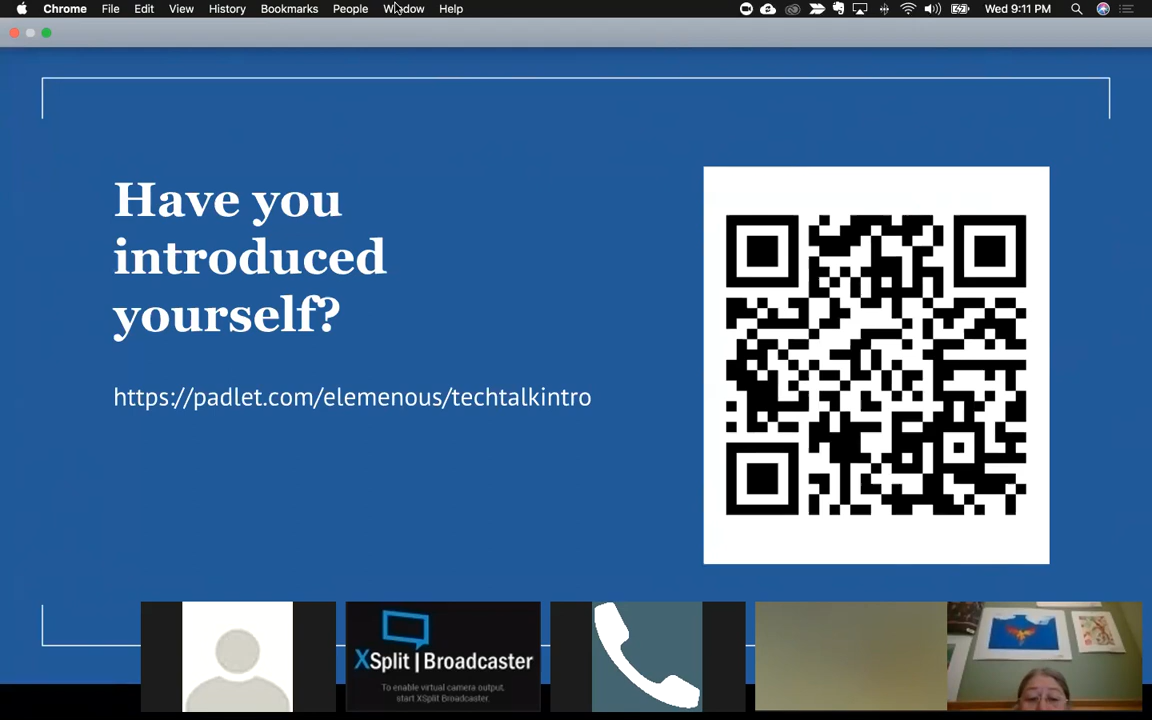 Chrome File Edit View History Bookmarks People Window Help Wed 9:11 PM
Have you
introduced
yourself?
https://padlet.com/elemenous/techtalkintro
XSplit | Broadcaster
To enable virtual camera output,
start XSplit Broadcaster.